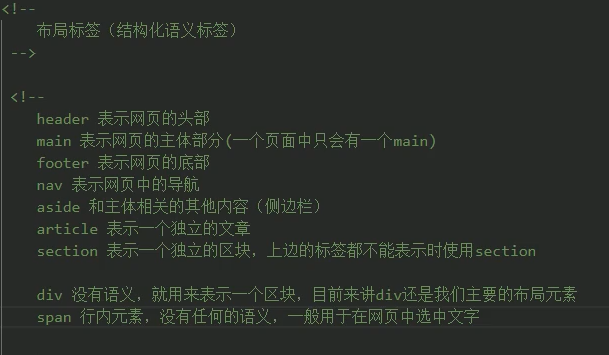 <!--
布局标签（结构化语义标签）
-->
<!--
header 表示网页的头部
main 表示网页的主体部分(一个页面中只会有一个main)
footer 表示网页的底部
nav 表示网页中的导航
aside 和主体相关的其他内容（侧边栏）
article 表示一个独立的文章
section 表示一个独立的区块，上边的标签都不能表示时使用section
div 没有语义，就用来表示一个区块，目前来讲div还是我们主要的布局元素
span 行内元素，没有任何的语义，一般用于在网页中选中文字